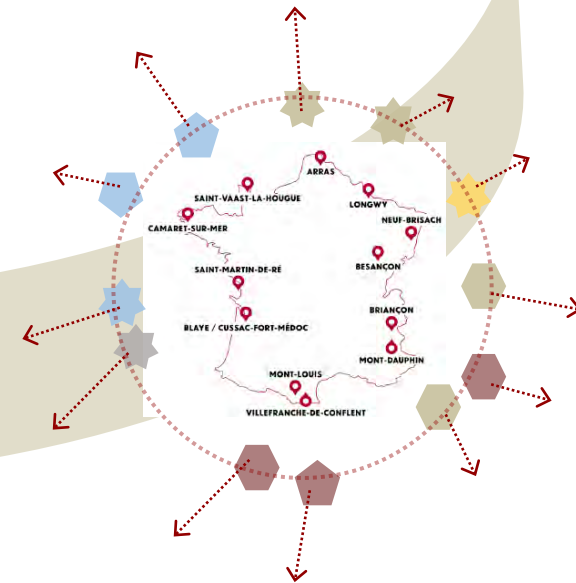 ARRAS
SAINT-VAAST-LA-HOUGUE
LONGWY
NEUF-BRISACH
CAMARET-SUR-MER
BESANÇON
SAINT-MARTIN-DE-RÉ
BRIANÇON
BLAYE / CUSSAC-FORT-MÉDOC
MONT-DAUPHIN
MONT-LOUIS
VILLEFRANCHE-DE-CONFLENT